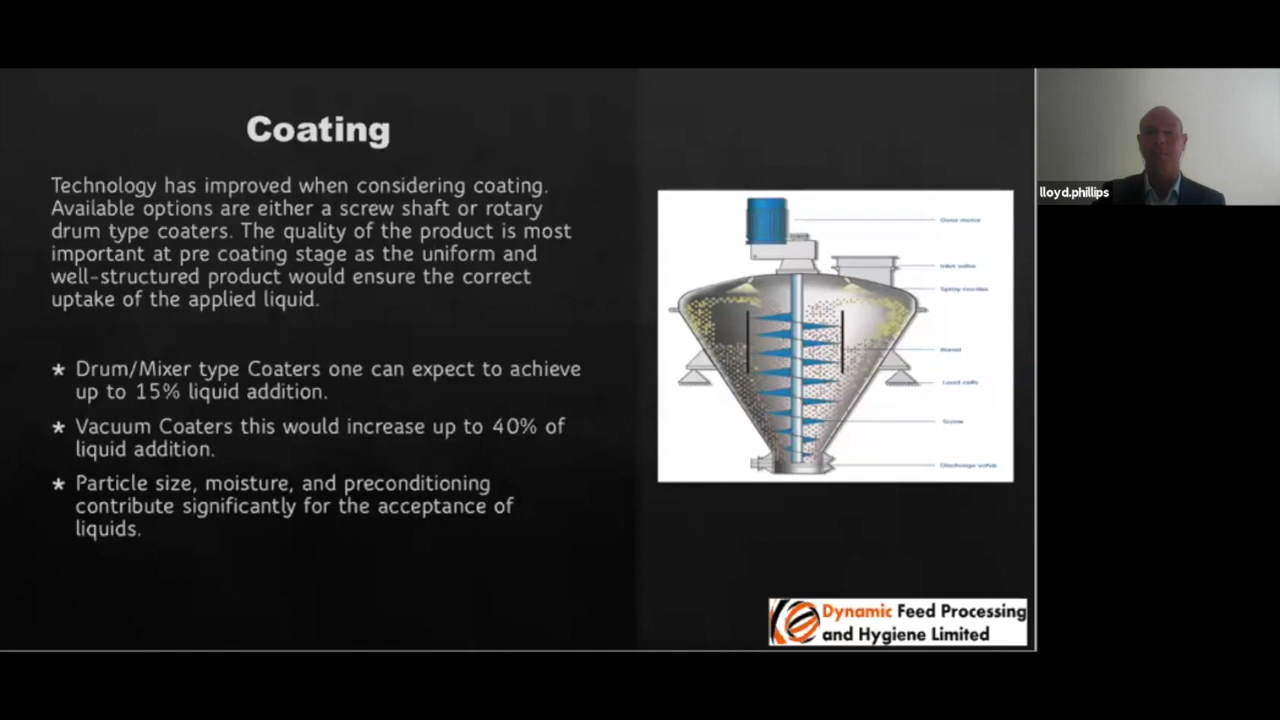 Coating
Technology has improved when considering coating.
Available options are either a screw shaft or rotary
drum type coaters. The quality of the product is most
important at pre coating stage as the uniform and
well-structured product would ensure the correct
uptake of the applied liquid.
* Drum/Mixer type Coaters one can expect to achieve
up to 15% liquid addition.
* Vacuum Coaters this would increase up to 40% of
liquid addition.
* Particle size, moisture, and preconditioning
contribute significantly for the acceptance of
liquids.
Inlet valve
Spray nozzles
Load cells
Screw
Discharge valve
Dynamic Feed Processing
and Hygiene Limited
lloyd.phillips